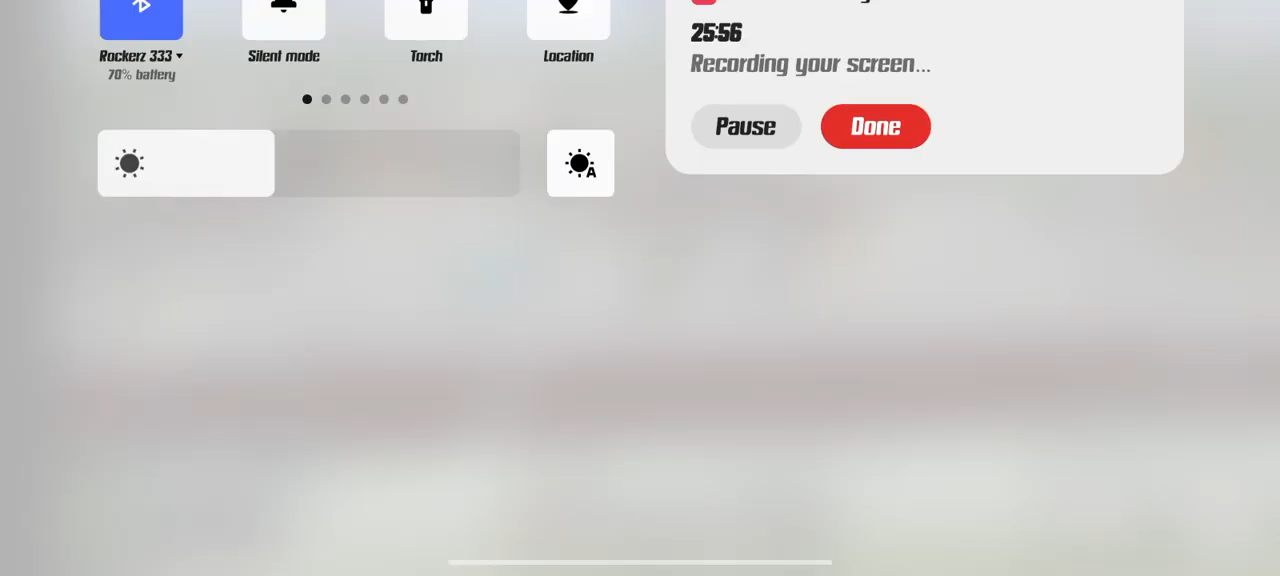 Rockerz 333
70% battery
Silent mode
Torch
Location
A
25:56
Recording your screen...
Pause
Done